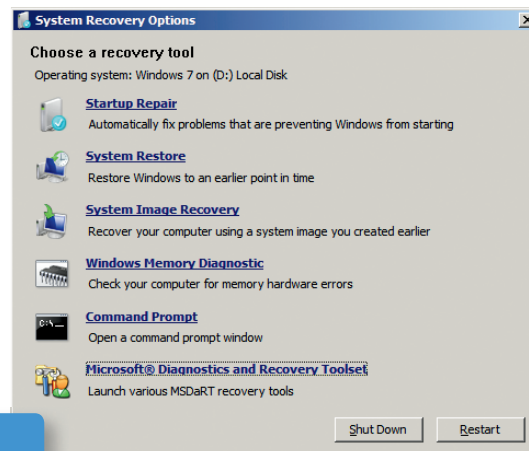 System Recovery Options
Choose a recovery tool
Operating system: Windows 7 on (D:) Local Disk
Startup Repair
Automatically fix problems that are preventing Windows from starting
System Restore
Restore Windows to an earlier point in time
System Image Recovery
Recover your computer using a system image you created earlier
Windows Memory Diagnostic
Check your computer for memory hardware errors
C:\_
Command Prompt
Open a command prompt window
Microsoft® Diagnostics and Recovery Toolset
Launch various MSDaRT recovery tools
Shut Down Restart